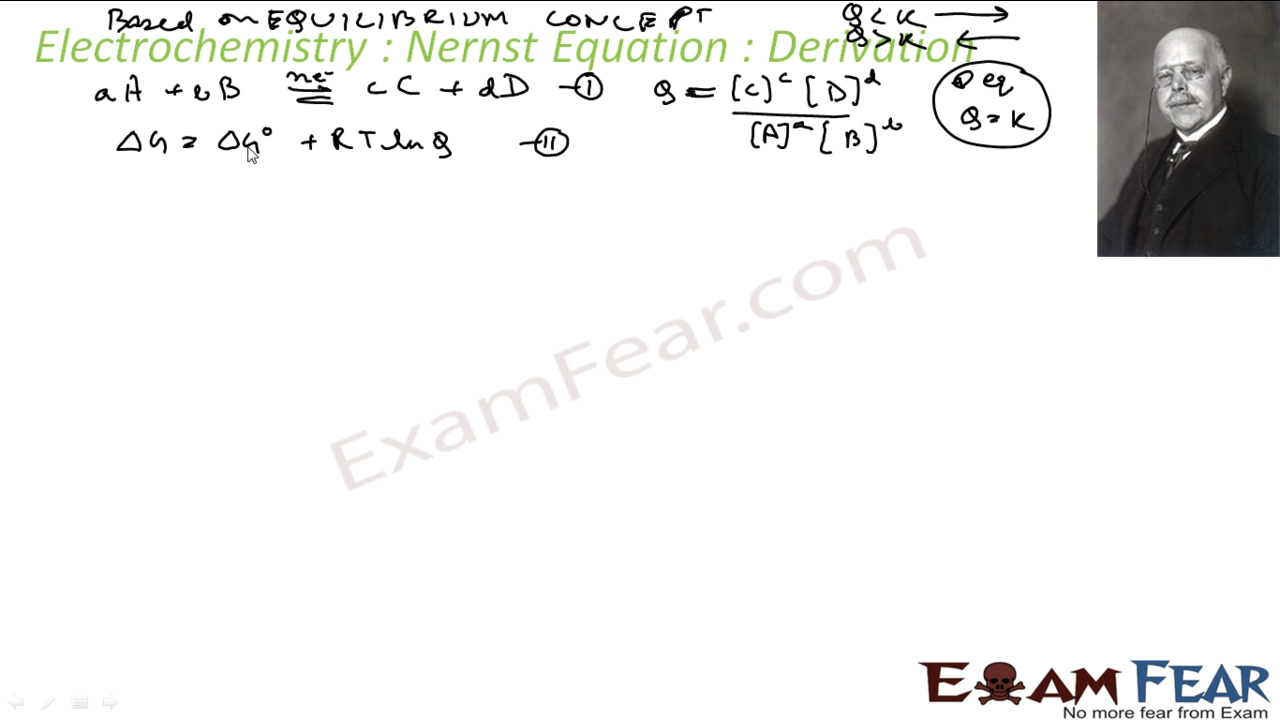 Based on EQUILIBRIUM CONCEPT
Q < K →
Q > K ←
Electrochemistry : Nernst Equation : Derivation
aA + bB ⇌ ne⁻ cC + dD - Ⓘ
Q = [C]ᶜ [D]ᵈ / [A]ᵃ [B]ᵇ
@ eq
Q = K
ΔG = ΔG° + RT ln Q - Ⅱ
ExamFear.com
EXAM FEAR
No more fear from Exam